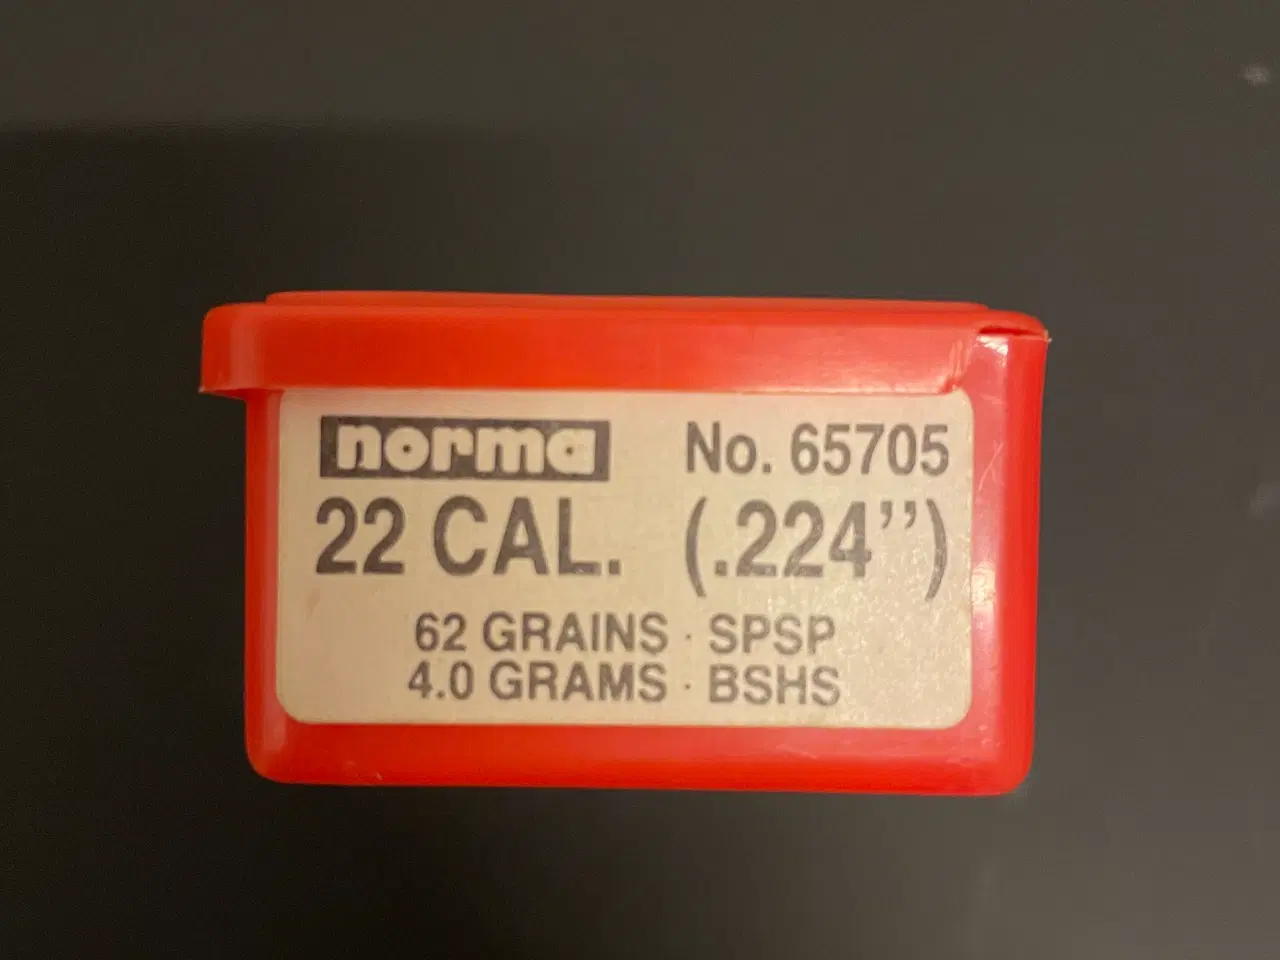 norma No. 65705
22 CAL. (.224”)
62 GRAINS · SPSP
4.0 GRAMS · BSHS